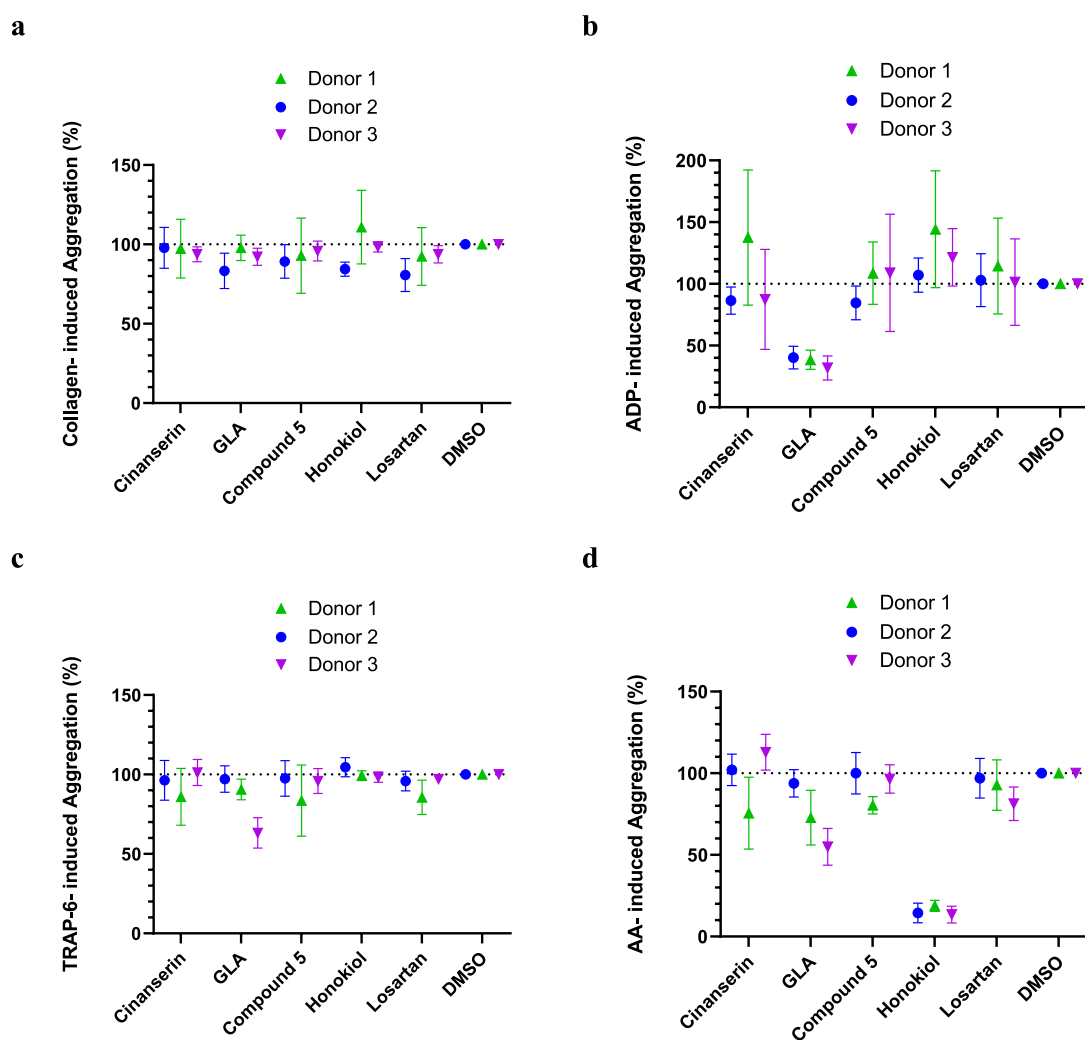 a
Donor 1
Donor 2
Donor 3
Collagen- induced Aggregation (%)
150
100
50
0
Cinanserin
GLA
Compound 5
Honokiol
Losartan
DMSO
b
Donor 1
Donor 2
Donor 3
ADP- induced Aggregation (%)
200
150
100
50
0
Cinanserin
GLA
Compound 5
Honokiol
Losartan
DMSO
c
Donor 1
Donor 2
Donor 3
TRAP-6- induced Aggregation (%)
150
100
50
0
Cinanserin
GLA
Compound 5
Honokiol
Losartan
DMSO
d
Donor 1
Donor 2
Donor 3
AA- induced Aggregation (%)
150
100
50
0
Cinanserin
GLA
Compound 5
Honokiol
Losartan
DMSO